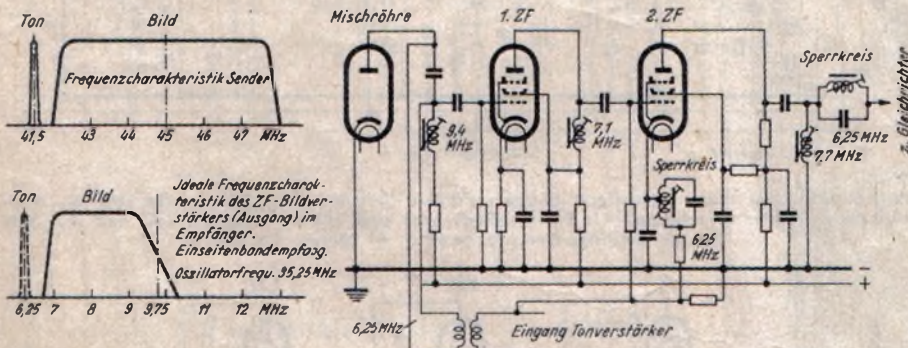 Ton
Bild
Frequenzcharakteristik Sender
41,5 43 44 45 46 47 MHz
Ton
Bild
Jdeale Frequenzcharak-
teristik des ZF-Bildver-
stärkers (Ausgang) im
Empfänger.
Einseitenbandempfang.
Oszillatorfrequ. 35,25 MHz
6,25 7 8 9 9,75 11 12 MHz
Mischröhre
1. ZF
2. ZF
9,4
MHz
7,1
MHz
Sperrkreis
6,25
MHz
Sperrkreis
6,25 MHz
7,7 MHz
z. Gleichrichter
-
+
6,25 MHz
Eingang Tonverstärker